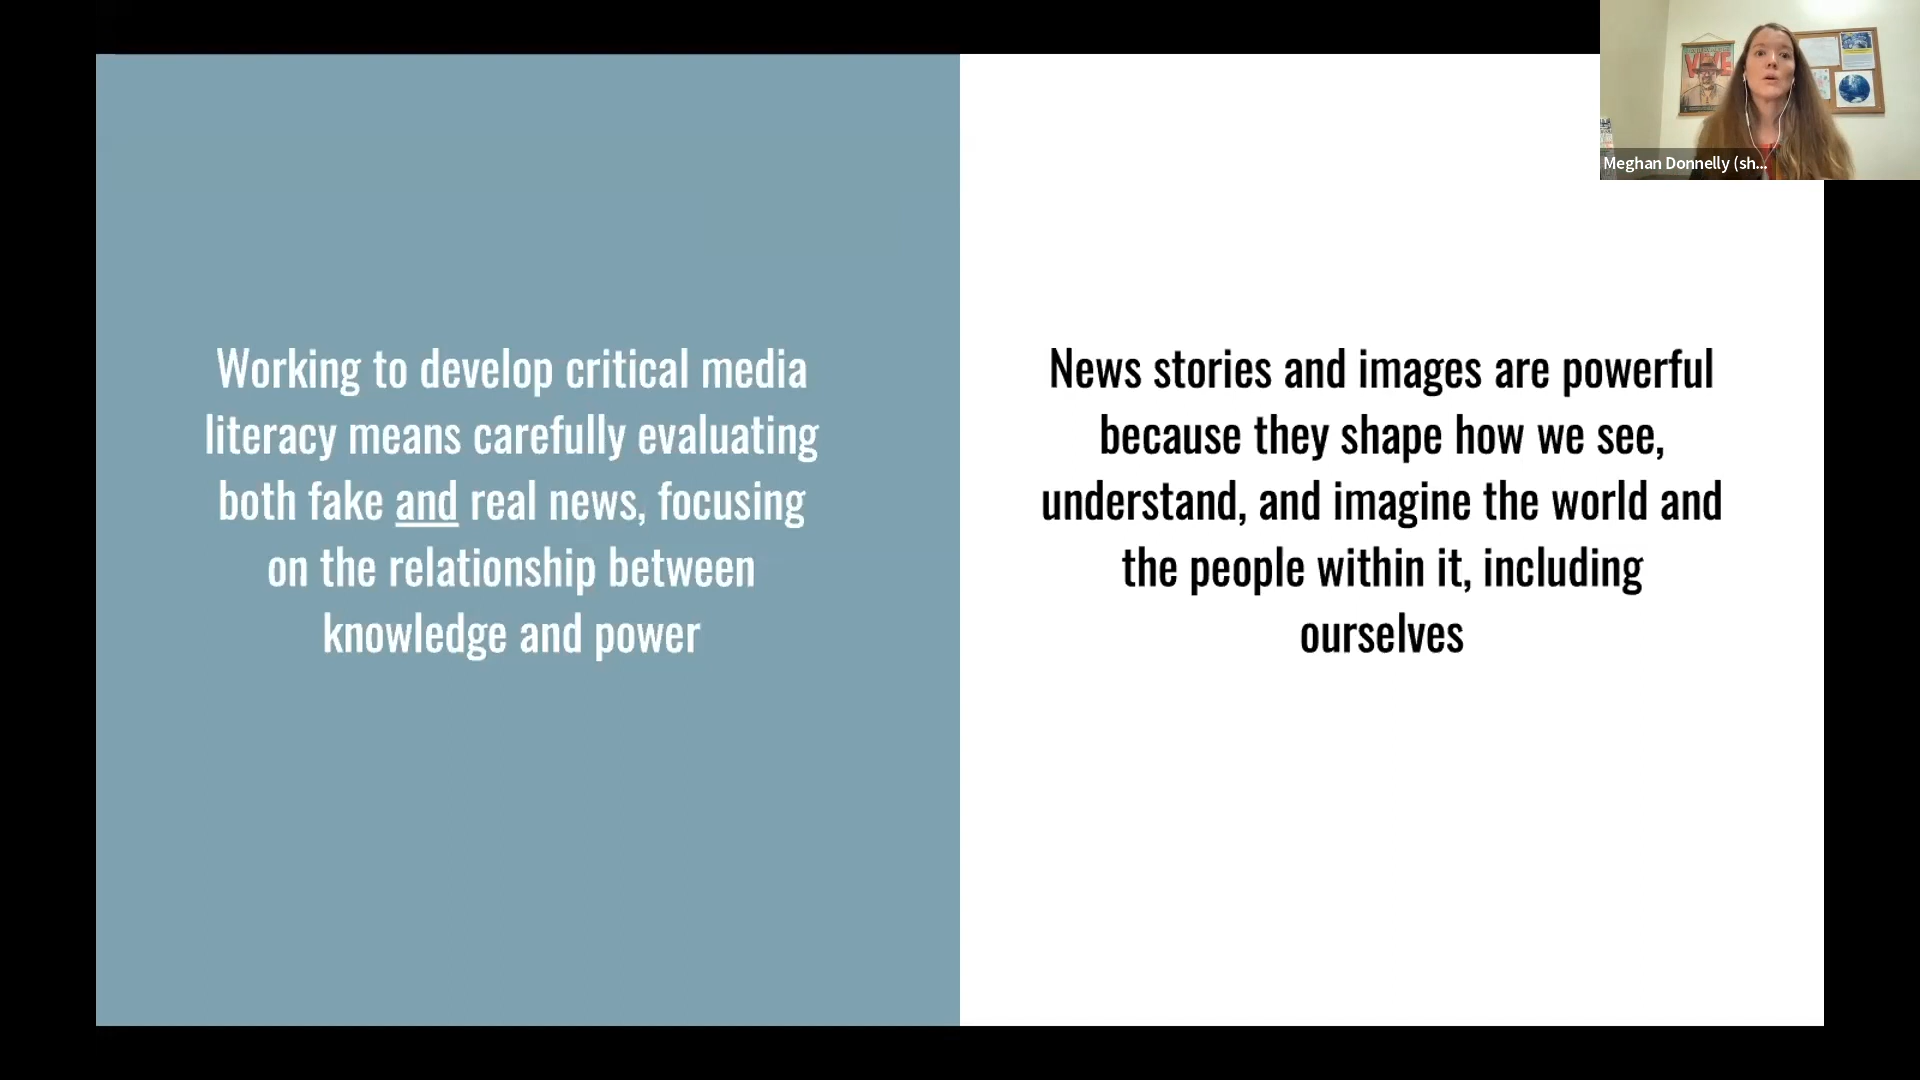 Working to develop critical media
literacy means carefully evaluating
both fake and real news, focusing
on the relationship between
knowledge and power
News stories and images are powerful
because they shape how we see,
understand, and imagine the world and
the people within it, including
ourselves
Meghan Donnelly (sh...